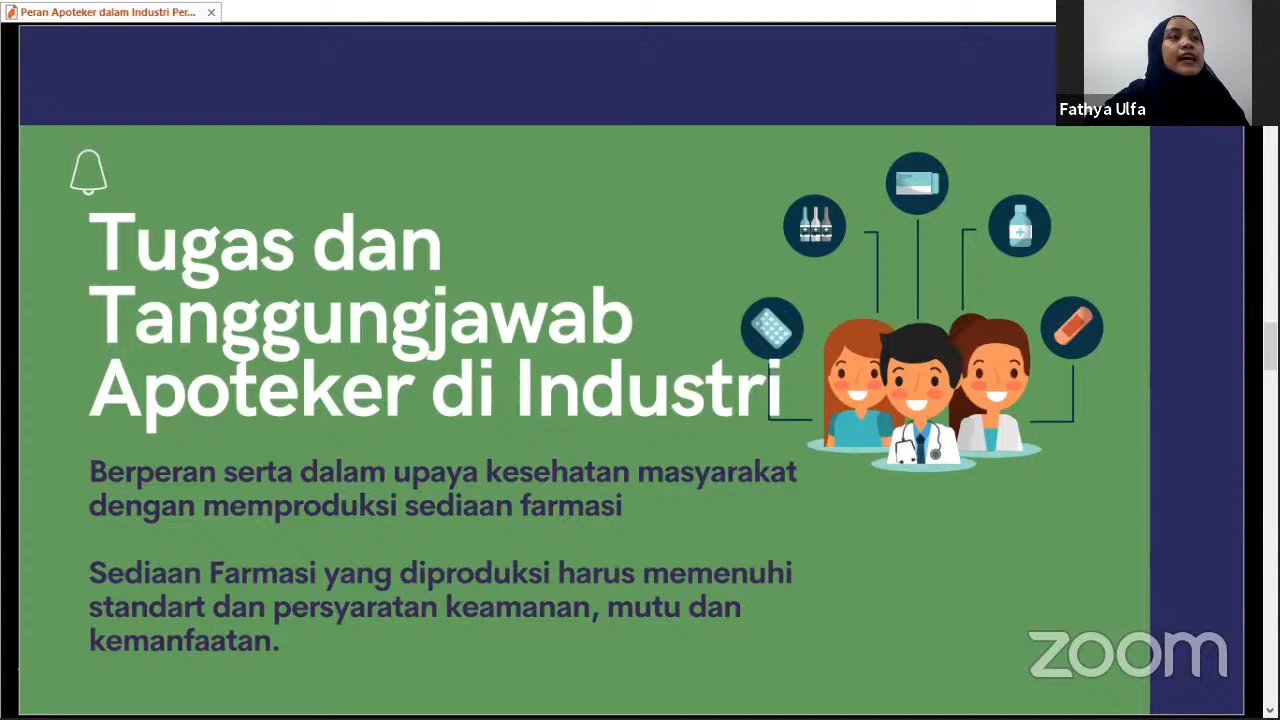 Peran Apoteker dalam Industri Per...
Fathya Ulfa
Tugas dan
Tanggungjawab
Apoteker di Industri
Berperan serta dalam upaya kesehatan masyarakat
dengan memproduksi sediaan farmasi
Sediaan Farmasi yang diproduksi harus memenuhi
standart dan persyaratan keamanan, mutu dan
kemanfaatan.
zoom